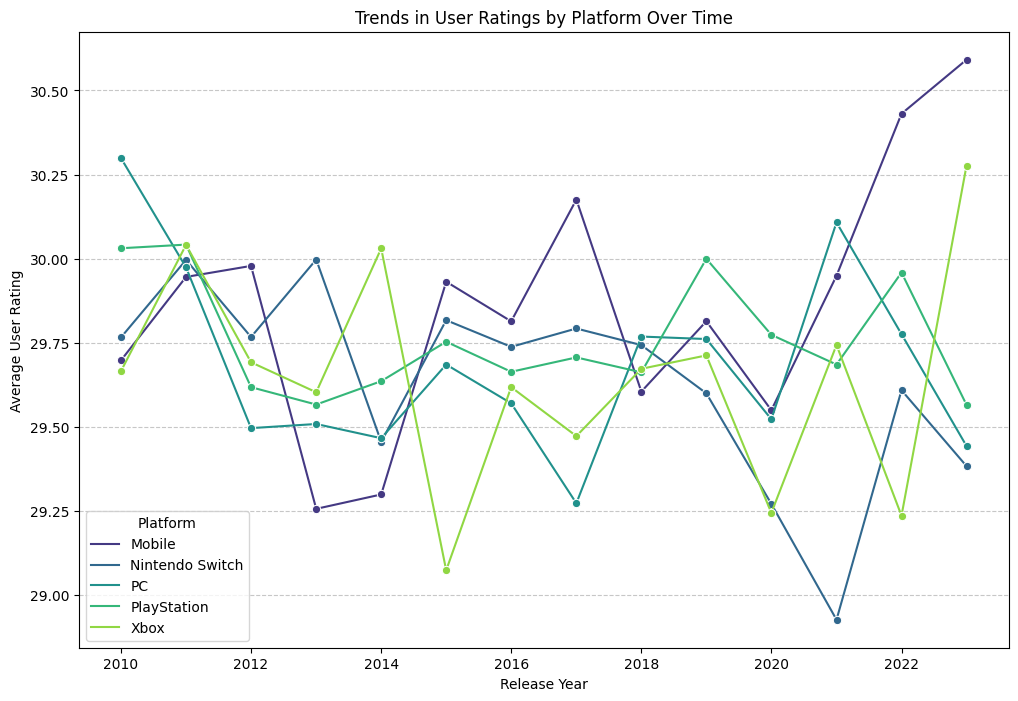 Trends in User Ratings by Platform Over Time
30.50
30.25
30.00
29.75
29.50
29.25
29.00
Average User Rating
Platform
Mobile
Nintendo Switch
PC
PlayStation
Xbox
2010 2012 2014 2016 2018 2020 2022
Release Year